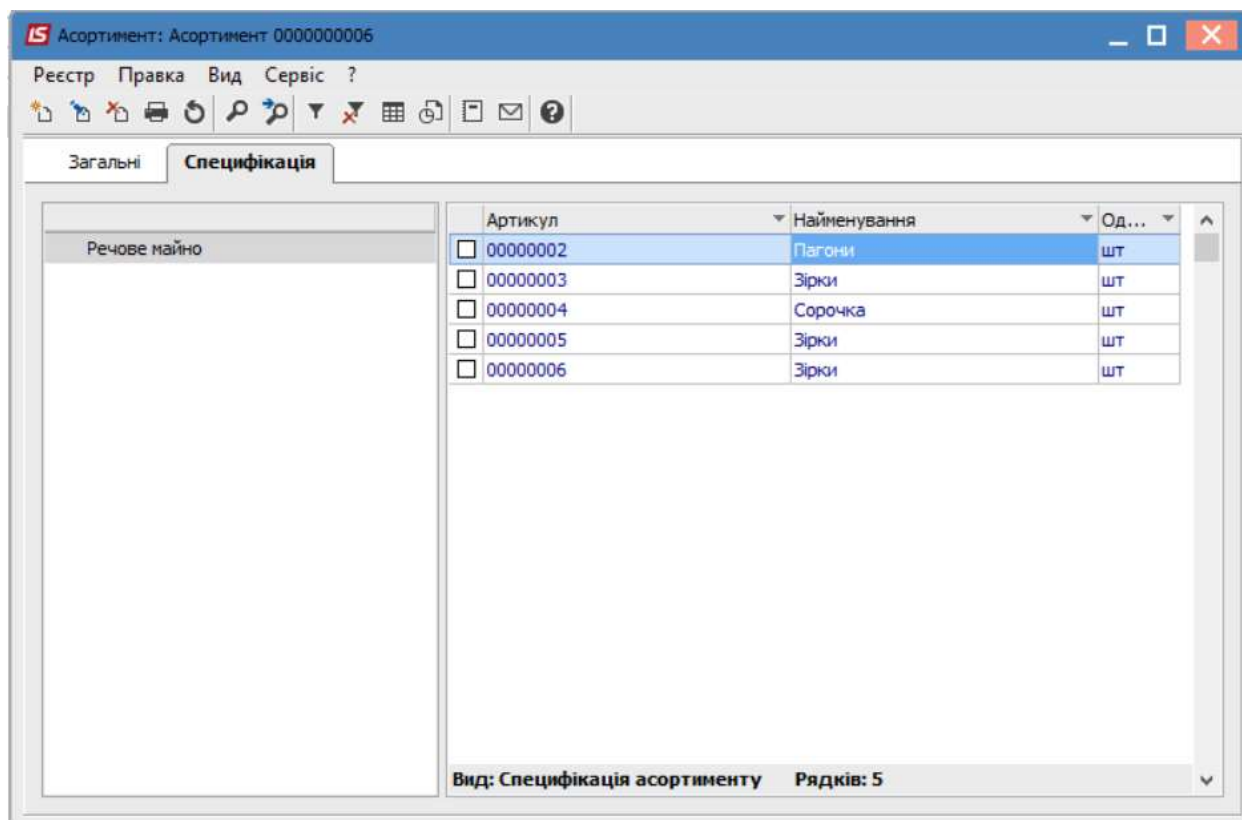 Асортимент: Асортимент 0000000006
Реєстр Правка Вид Сервіс ?
Загальні Специфікація
Артикул Найменування Од...
Речове майно
00000002 Пагони шт
00000003 Зірки шт
00000004 Сорочка шт
00000005 Зірки шт
00000006 Зірки шт
Вид: Специфікація асортименту Рядків: 5